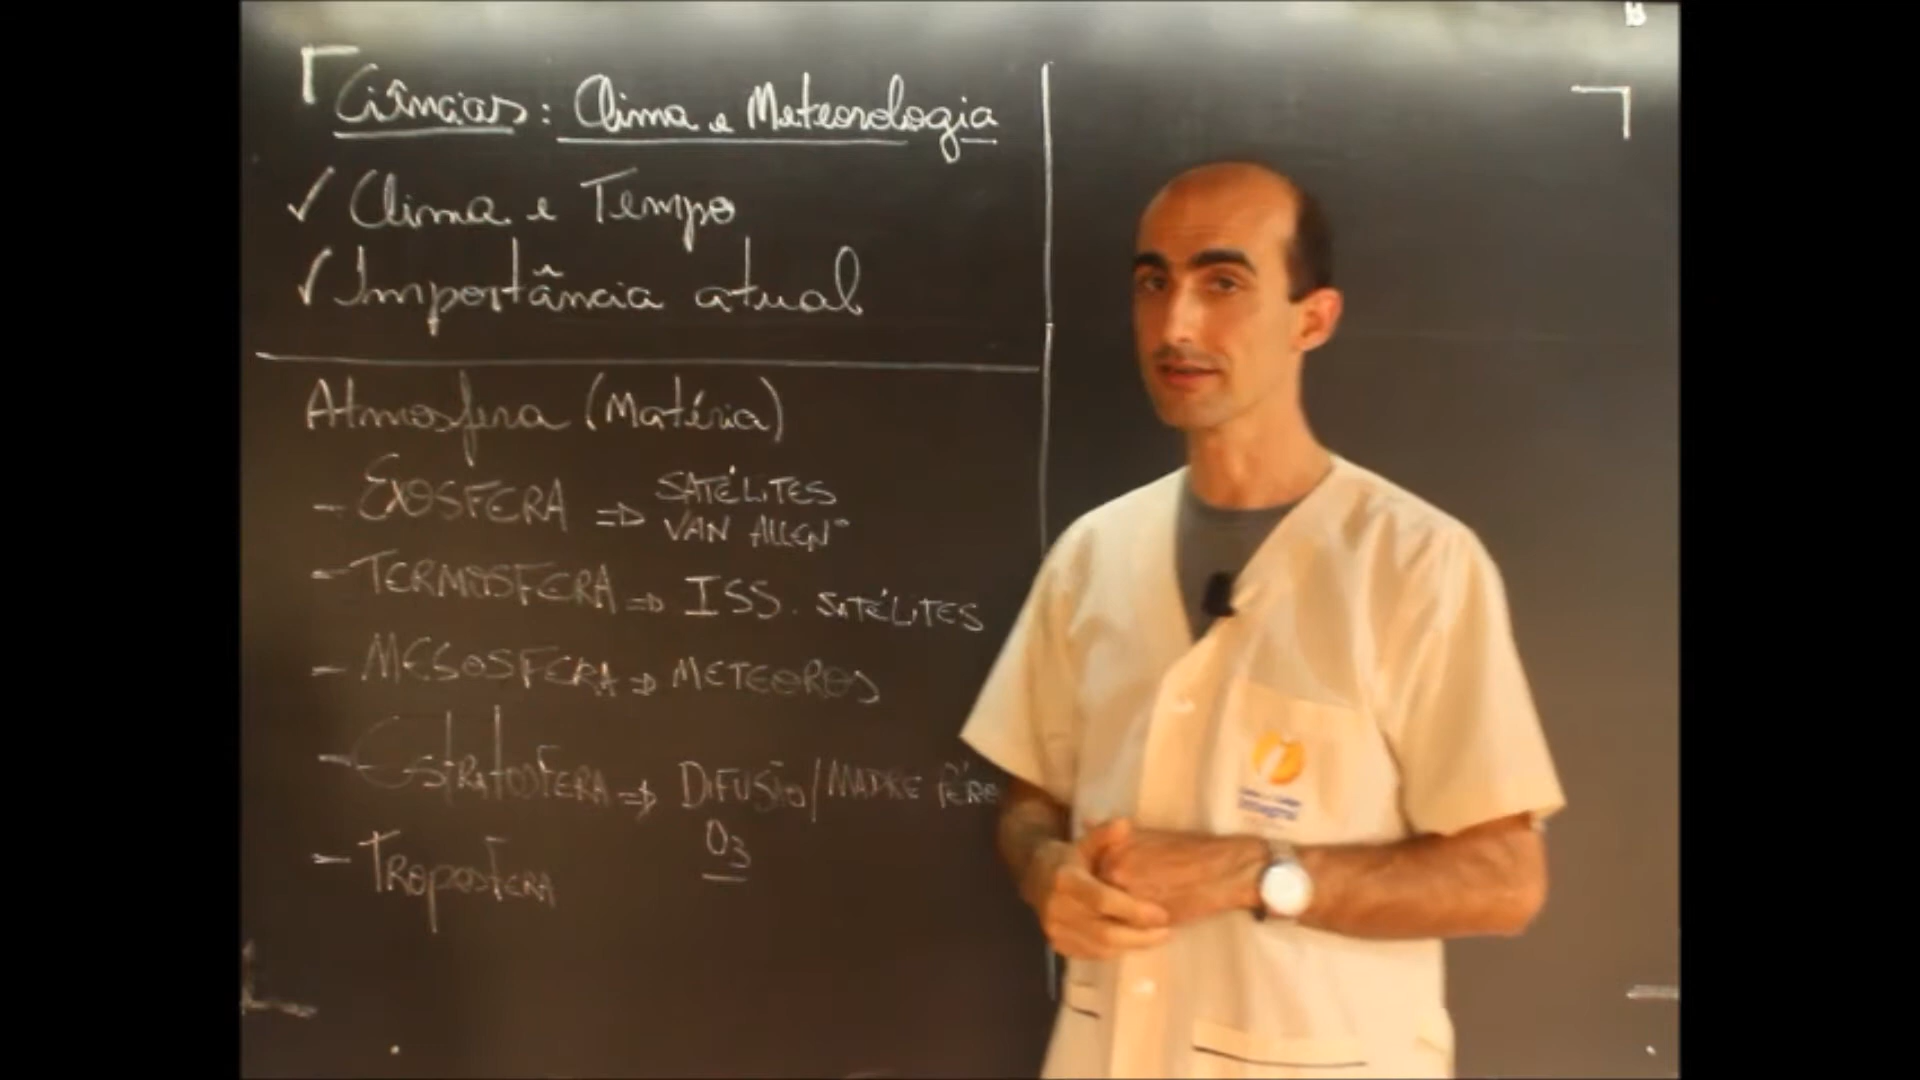 Ciências: Clima e Meteorologia
✓ Clima e Tempo
✓ Importância atual
Atmosfera (Matéria)
- EXOSFERA ⇒ SATÉLITES
VAN ALLEN
- TERMOSFERA ⇒ ISS. SATÉLITES
- MESOSFERA ⇒ METEOROS
- EstRatosFERA ⇒ DIFUSÃO/MADRE PÉRO
O3
- TROPOSFERA